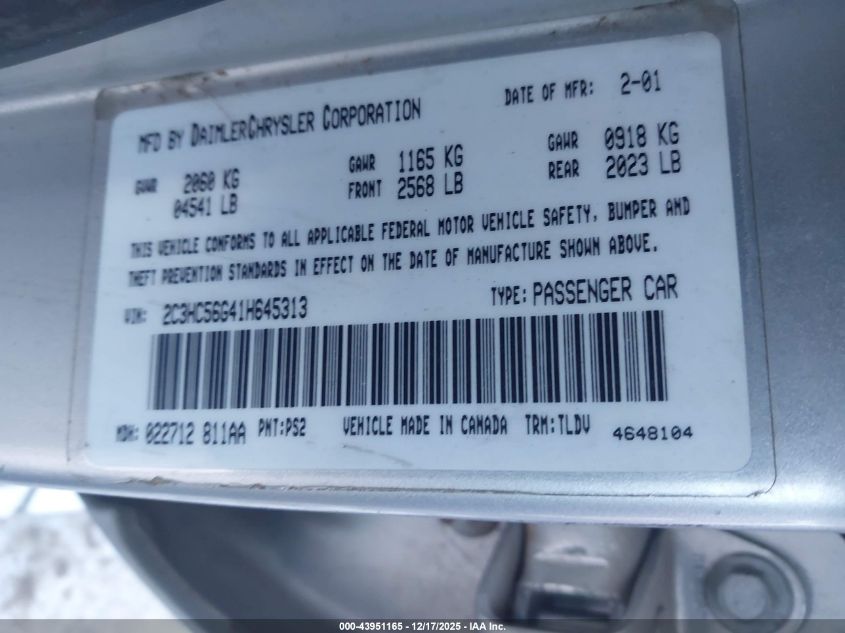 MFD BY DAIMLERCHRYSLER CORPORATION DATE OF MFR: 2-01
GVWR 2060 KG GAWR 1165 KG GAWR 0918 KG
04541 LB FRONT 2568 LB REAR 2023 LB
THIS VEHICLE CONFORMS TO ALL APPLICABLE FEDERAL MOTOR VEHICLE SAFETY, BUMPER AND
THEFT PREVENTION STANDARDS IN EFFECT ON THE DATE OF MANUFACTURE SHOWN ABOVE.
VIN: 2C3HC56G41H645313 TYPE: PASSENGER CAR
MDH: 022712 811AA PNT:PS2 VEHICLE MADE IN CANADA TRM:TLDV 4648104
000-43951165 - 12/17/2025 - IAA Inc.